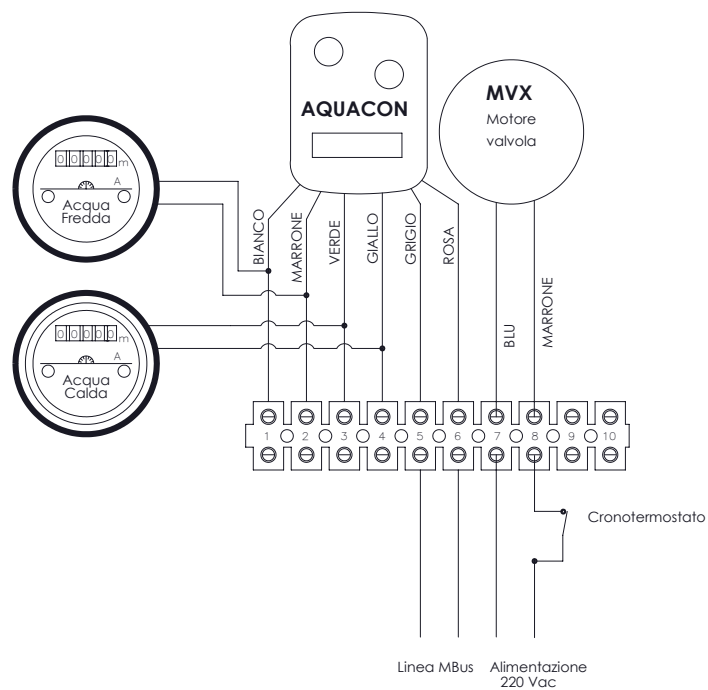 AQUACON
MVX
Motore
valvola
00000 m
A
Acqua
Fredda
BIANCO
MARRONE
VERDE
GIALLO
GRIGIO
ROSA
00000 m
A
Acqua
Calda
BLU
MARRONE
1 2 3 4 5 6 7 8 9 10
Cronotermostato
Linea MBus
Alimentazione
220 Vac